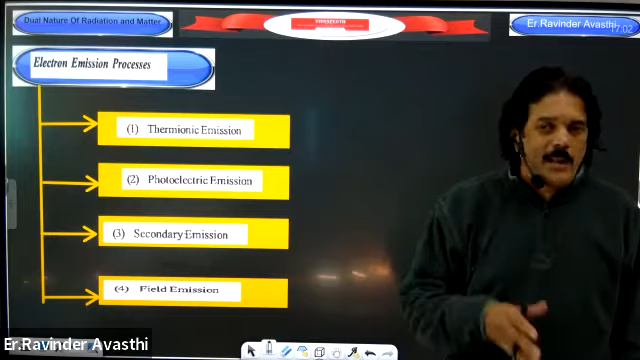 Dual Nature Of Radiation and Matter
VIDYAPEETH
Er.Ravinder Avasthi
17:02
Electron Emission Processes
(1) Thermionic Emission
(2) Photoelectric Emission
(3) Secondary Emission
(4) Field Emission
Er.Ravinder Avasthi